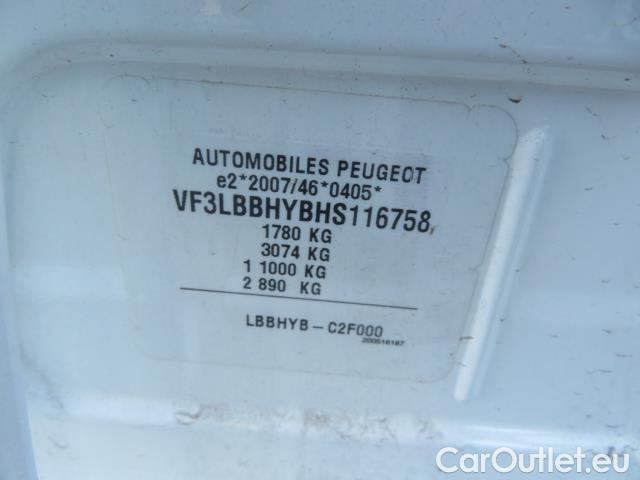 AUTOMOBILES PEUGEOT
e2*2007/46*0405*
VF3LBBHYBHS116758
1780 KG
3074 KG
1 1000 KG
2 890 KG
LBBHYB - C2F000
200516187
CarOutlet.eu